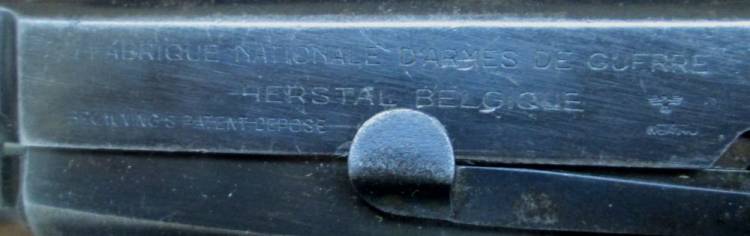 FABRIQUE NATIONALE D'ARMES DE GUERRE
HERSTAL BELGIQUE
BROWNING'S PATENT DEPOSE